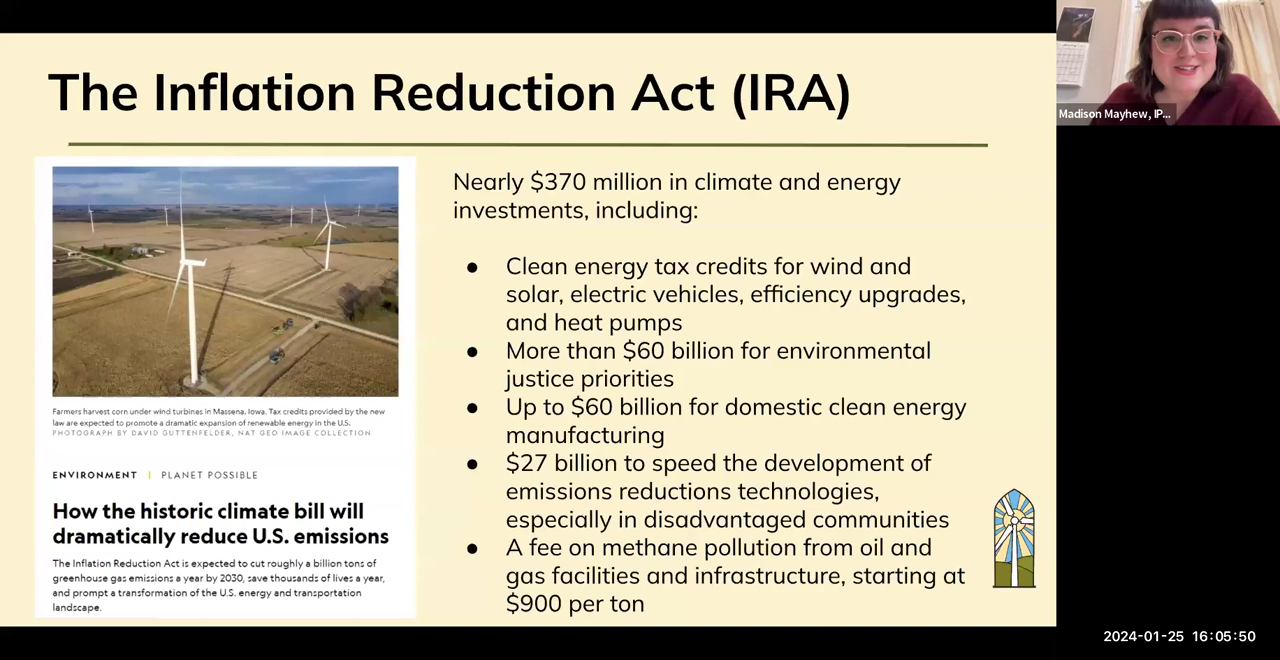 The Inflation Reduction Act (IRA)
Farmers harvest corn under wind turbines in Massena, Iowa. Tax credits provided by the new
law are expected to promote a dramatic expansion of renewable energy in the U.S.
PHOTOGRAPH BY DAVID GUTTENFELDER, NAT GEO IMAGE COLLECTION
ENVIRONMENT | PLANET POSSIBLE
How the historic climate bill will
dramatically reduce U.S. emissions
The Inflation Reduction Act is expected to cut roughly a billion tons of
greenhouse gas emissions a year by 2030, save thousands of lives a year,
and prompt a transformation of the U.S. energy and transportation
landscape.
Nearly $370 million in climate and energy
investments, including:
● Clean energy tax credits for wind and
solar, electric vehicles, efficiency upgrades,
and heat pumps
● More than $60 billion for environmental
justice priorities
● Up to $60 billion for domestic clean energy
manufacturing
● $27 billion to speed the development of
emissions reductions technologies,
especially in disadvantaged communities
● A fee on methane pollution from oil and
gas facilities and infrastructure, starting at
$900 per ton
Madison Mayhew, IP...
2024-01-25 16:05:50